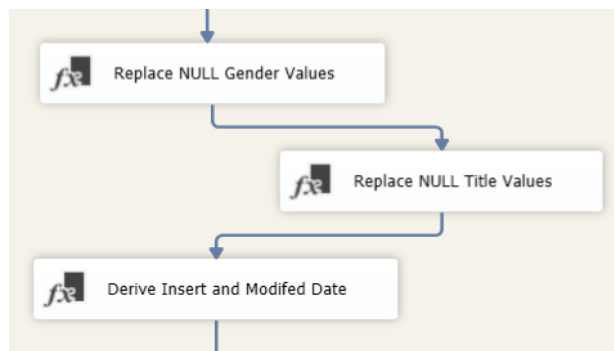 Replace NULL Gender Values
Replace NULL Title Values
Derive Insert and Modifed Date